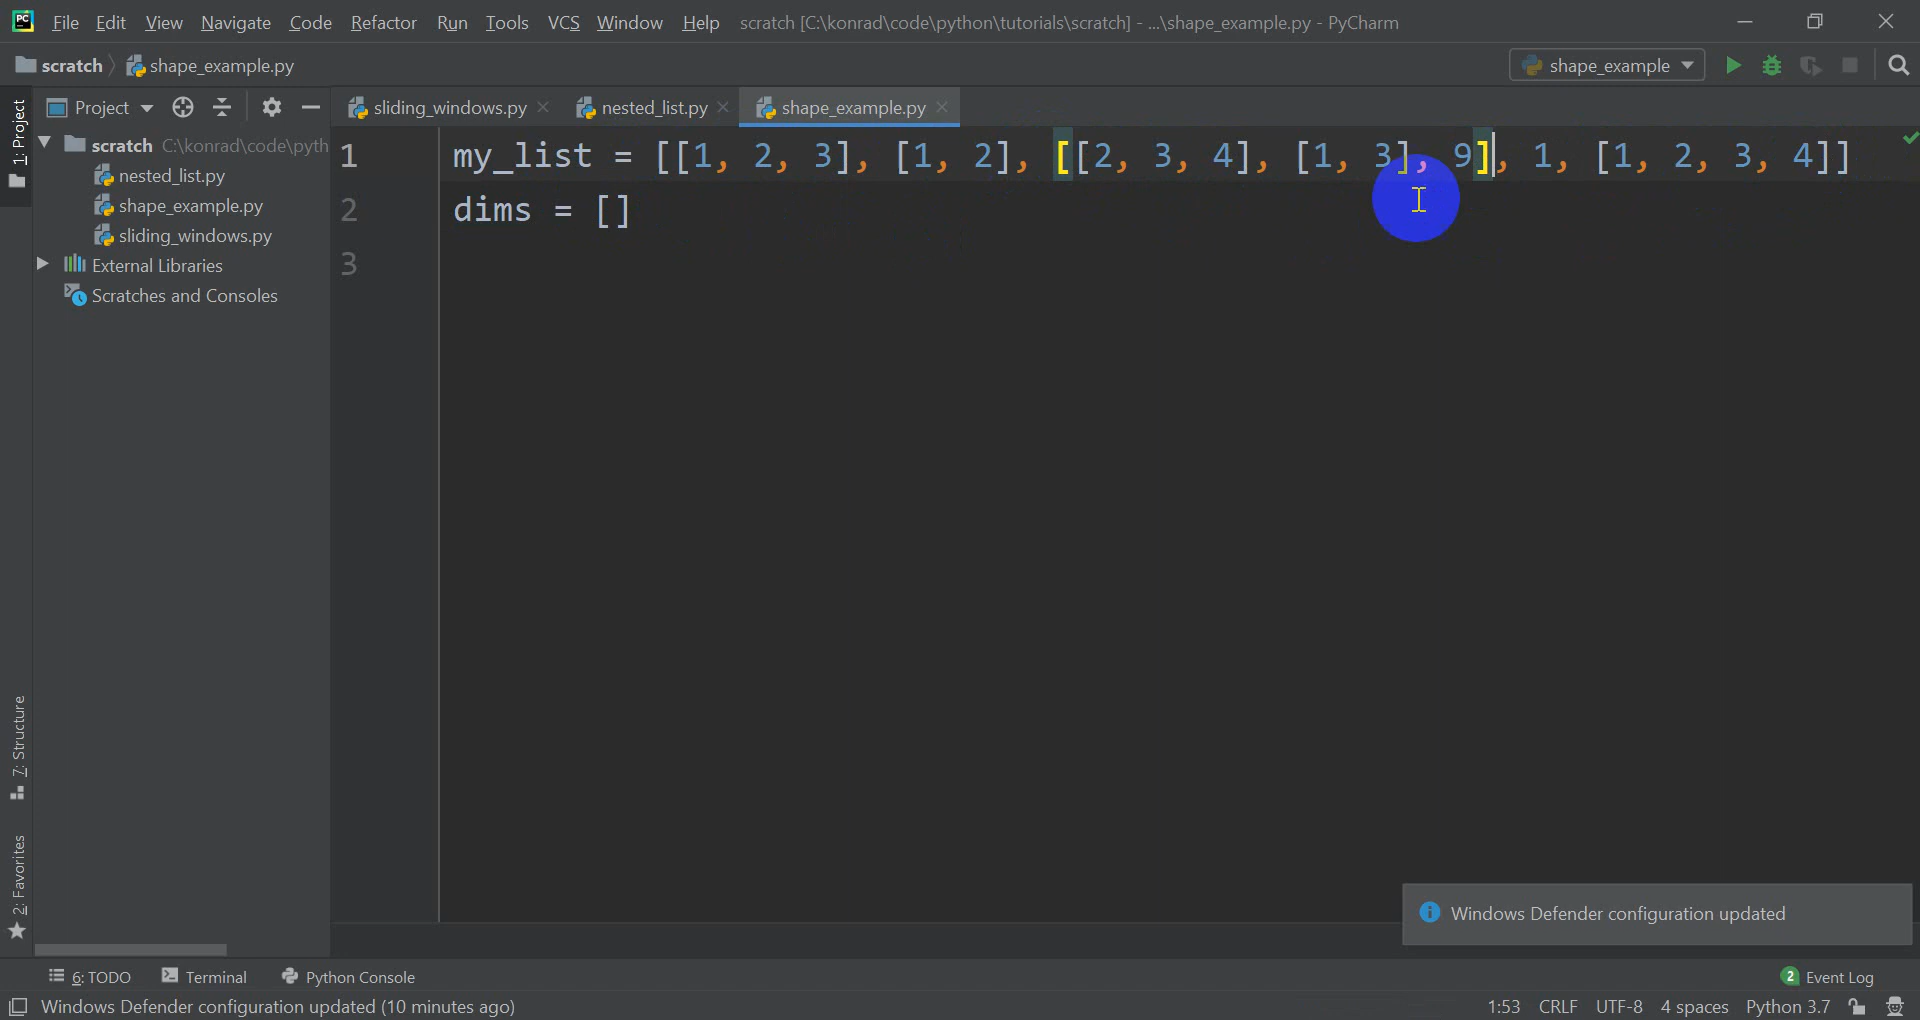 PC File Edit View Navigate Code Refactor Run Tools VCS Window Help scratch [C:\konrad\code\python\tutorials\scratch] - ...\shape_example.py - PyCharm
scratch shape_example.py shape_example
Project sliding_windows.py nested_list.py shape_example.py
1: Project
scratch C:\konrad\code\pyth
nested_list.py
shape_example.py
sliding_windows.py
External Libraries
Scratches and Consoles
1 my_list = [[1, 2, 3], [1, 2], [[2, 3, 4], [1, 3], 9], 1, [1, 2, 3, 4]]
2 dims = []
3
7: Structure
2: Favorites
Windows Defender configuration updated
6: TODO Terminal Python Console 2 Event Log
Windows Defender configuration updated (10 minutes ago) 1:53 CRLF UTF-8 4 spaces Python 3.7